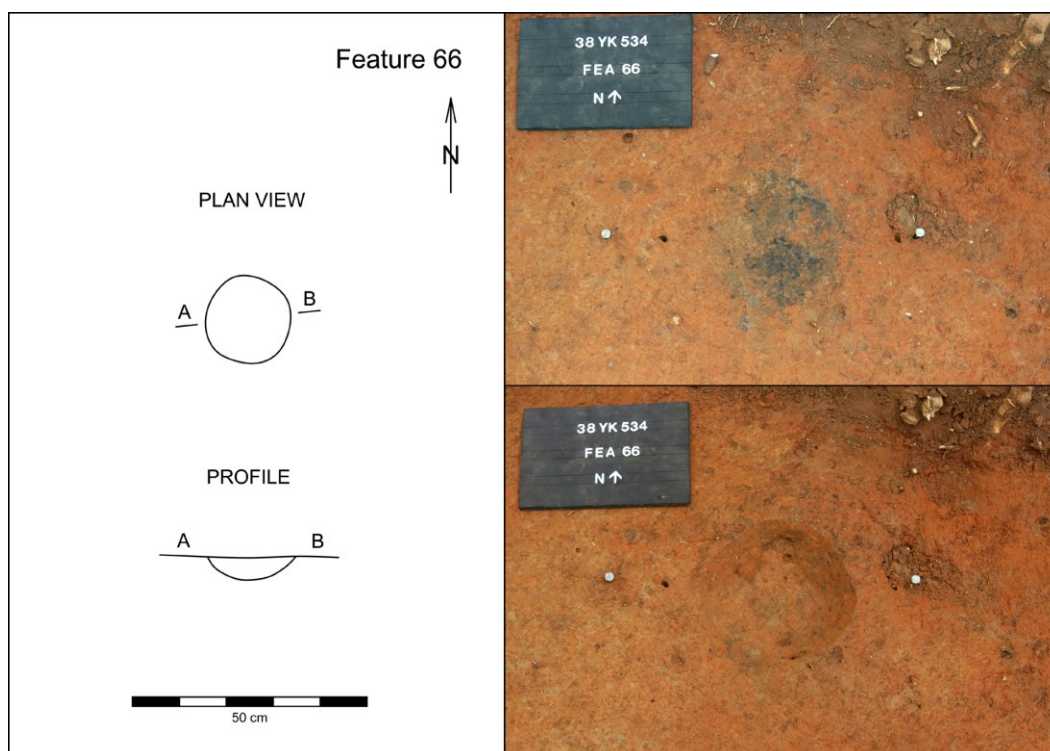 Feature 66
N
PLAN VIEW
A
B
PROFILE
A B
50 cm
38 YK 534
FEA 66
N ↑
38 YK 534
FEA 66
N ↑